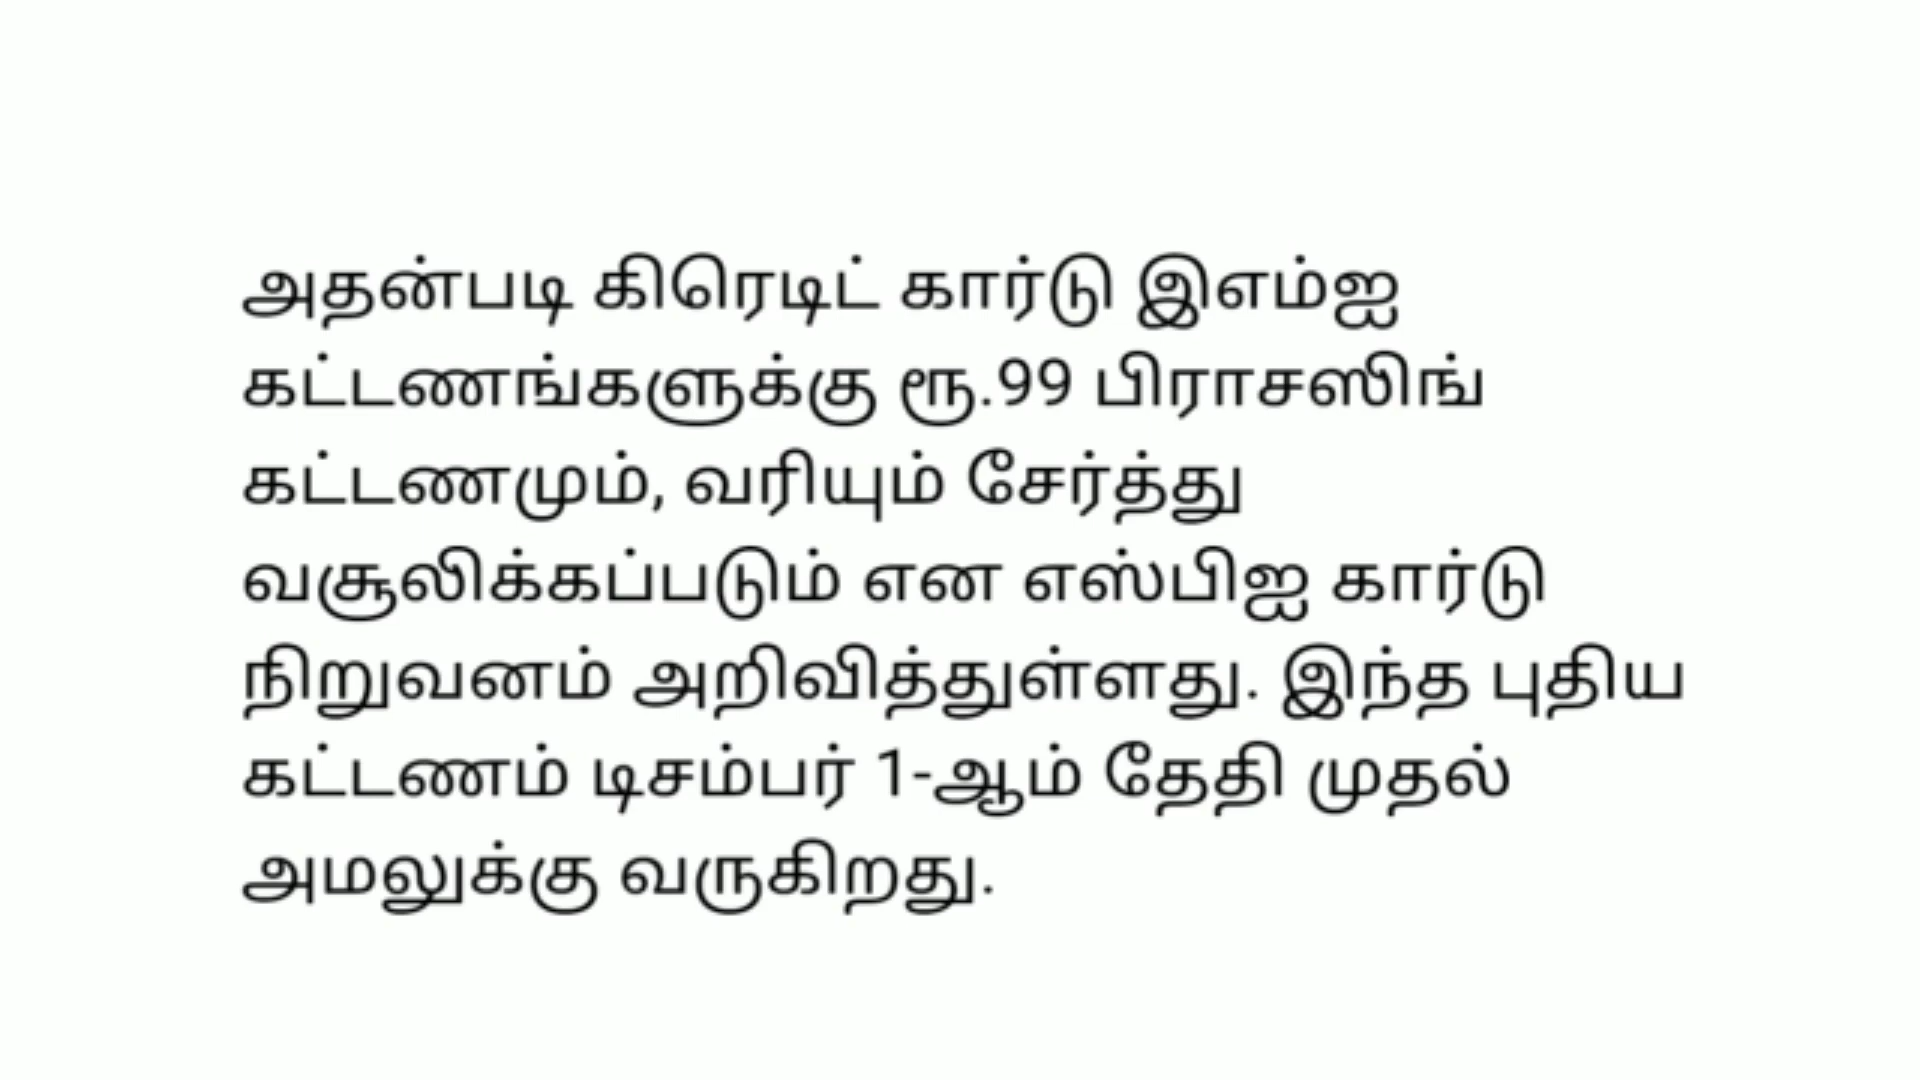 அதன்படி கிரெடிட் கார்டு இஎம்ஐ
கட்டணங்களுக்கு ரூ.99 பிராசஸிங்
கட்டணமும், வரியும் சேர்த்து
வசூலிக்கப்படும் என எஸ்பிஐ கார்டு
நிறுவனம் அறிவித்துள்ளது. இந்த புதிய
கட்டணம் டிசம்பர் 1-ஆம் தேதி முதல்
அமலுக்கு வருகிறது.